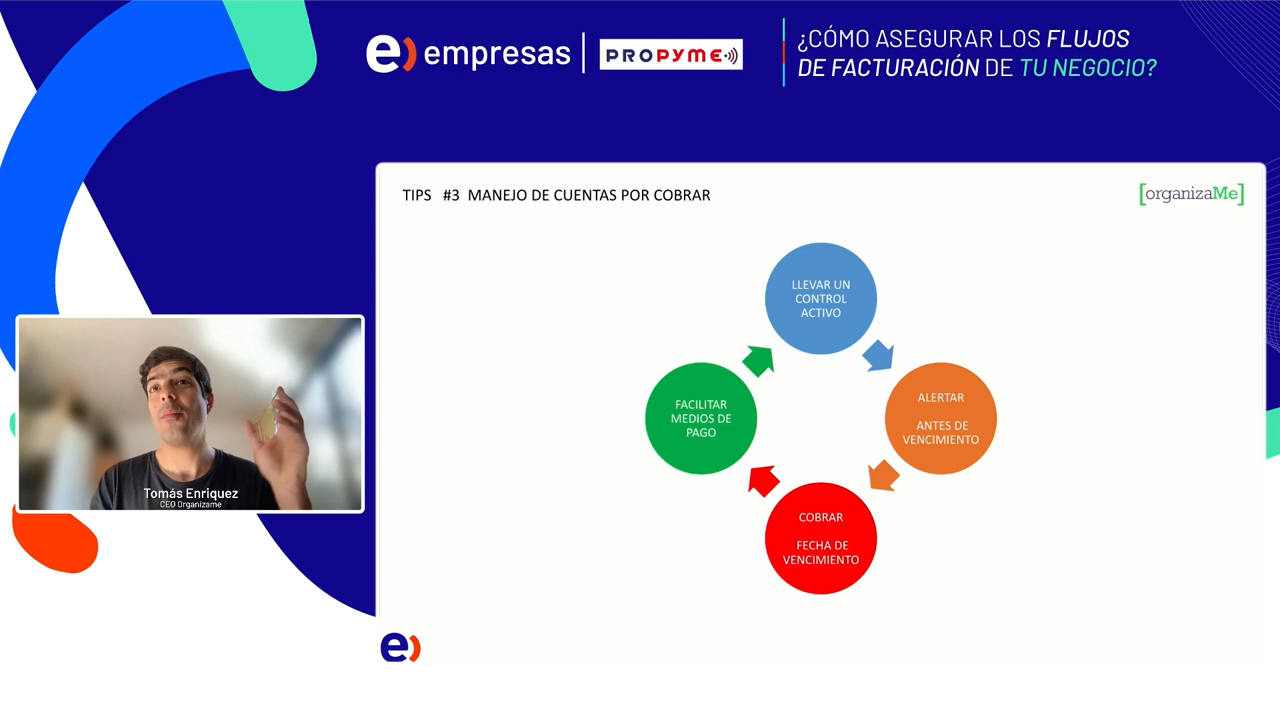 e) empresas
PROPYME
¿CÓMO ASEGURAR LOS FLUJOS
DE FACTURACIÓN DE TU NEGOCIO?
TIPS #3 MANEJO DE CUENTAS POR COBRAR
[organizaMe]
LLEVAR UN
CONTROL
ACTIVO
ALERTAR
ANTES DE
VENCIMIENTO
COBRAR
FECHA DE
VENCIMIENTO
FACILITAR
MEDIOS DE
PAGO
Tomás Enriquez
CEO Organizame
e)